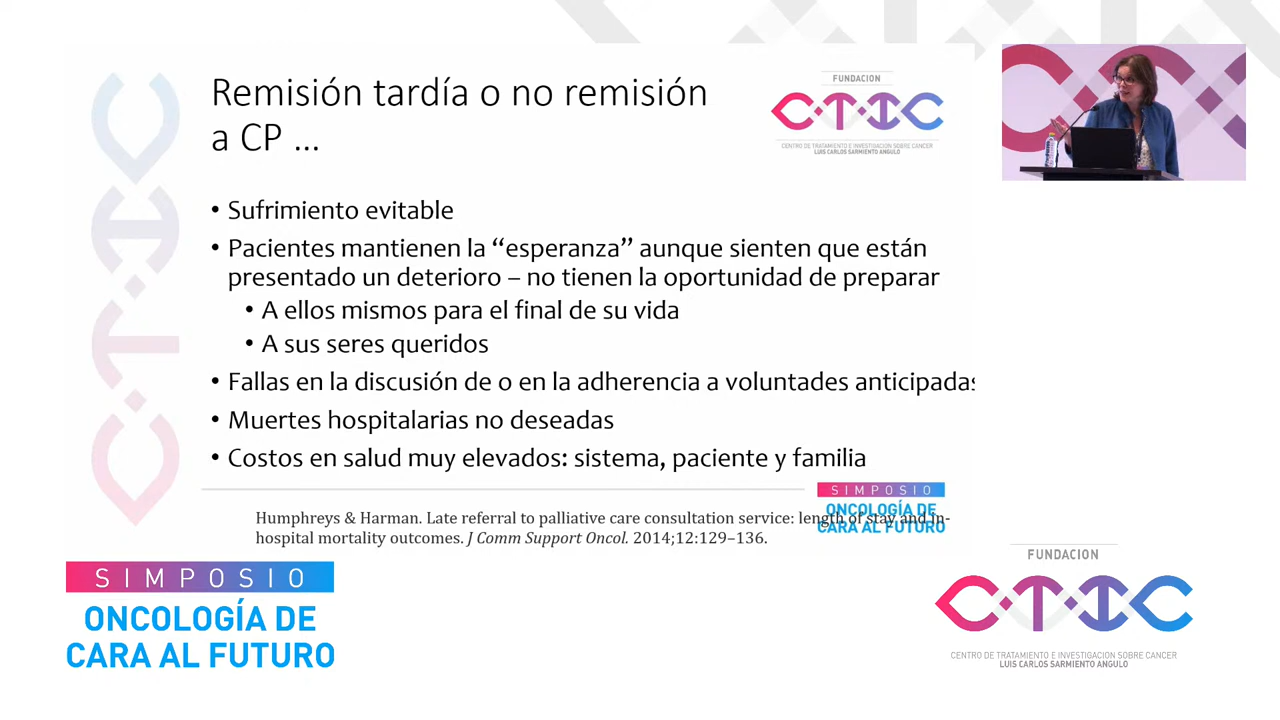 Remisión tardía o no remisión
a CP ...
FUNDACION
CTIC
CENTRO DE TRATAMIENTO E INVESTIGACION SOBRE CANCER
LUIS CARLOS SARMIENTO ANGULO
• Sufrimiento evitable
• Pacientes mantienen la “esperanza” aunque sienten que están
presentado un deterioro – no tienen la oportunidad de preparar
• A ellos mismos para el final de su vida
• A sus seres queridos
• Fallas en la discusión de o en la adherencia a voluntades anticipadas
• Muertes hospitalarias no deseadas
• Costos en salud muy elevados: sistema, paciente y familia
SIMPOSIO
ONCOLOGÍA DE
CARA AL FUTURO
Humphreys & Harman. Late referral to palliative care consultation service: length of stay and in-
hospital mortality outcomes. J Comm Support Oncol. 2014;12:129–136.
CTIC
SIMPOSIO
ONCOLOGÍA DE
CARA AL FUTURO
FUNDACION
CTIC
CENTRO DE TRATAMIENTO E INVESTIGACION SOBRE CANCER
LUIS CARLOS SARMIENTO ANGULO